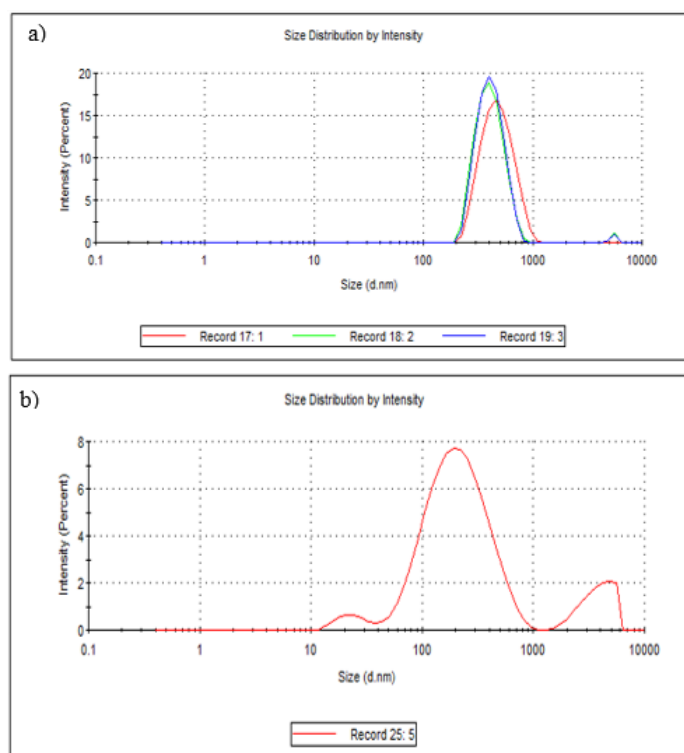 a)
Size Distribution by Intensity
Intensity (Percent)
20
15
10
5
0
0.1 1 10 100 1000 10000
Size (d.nm)
Record 17: 1 Record 18: 2 Record 19: 3
b)
Size Distribution by Intensity
Intensity (Percent)
8
6
4
2
0
0.1 1 10 100 1000 10000
Size (d.nm)
Record 25: 5